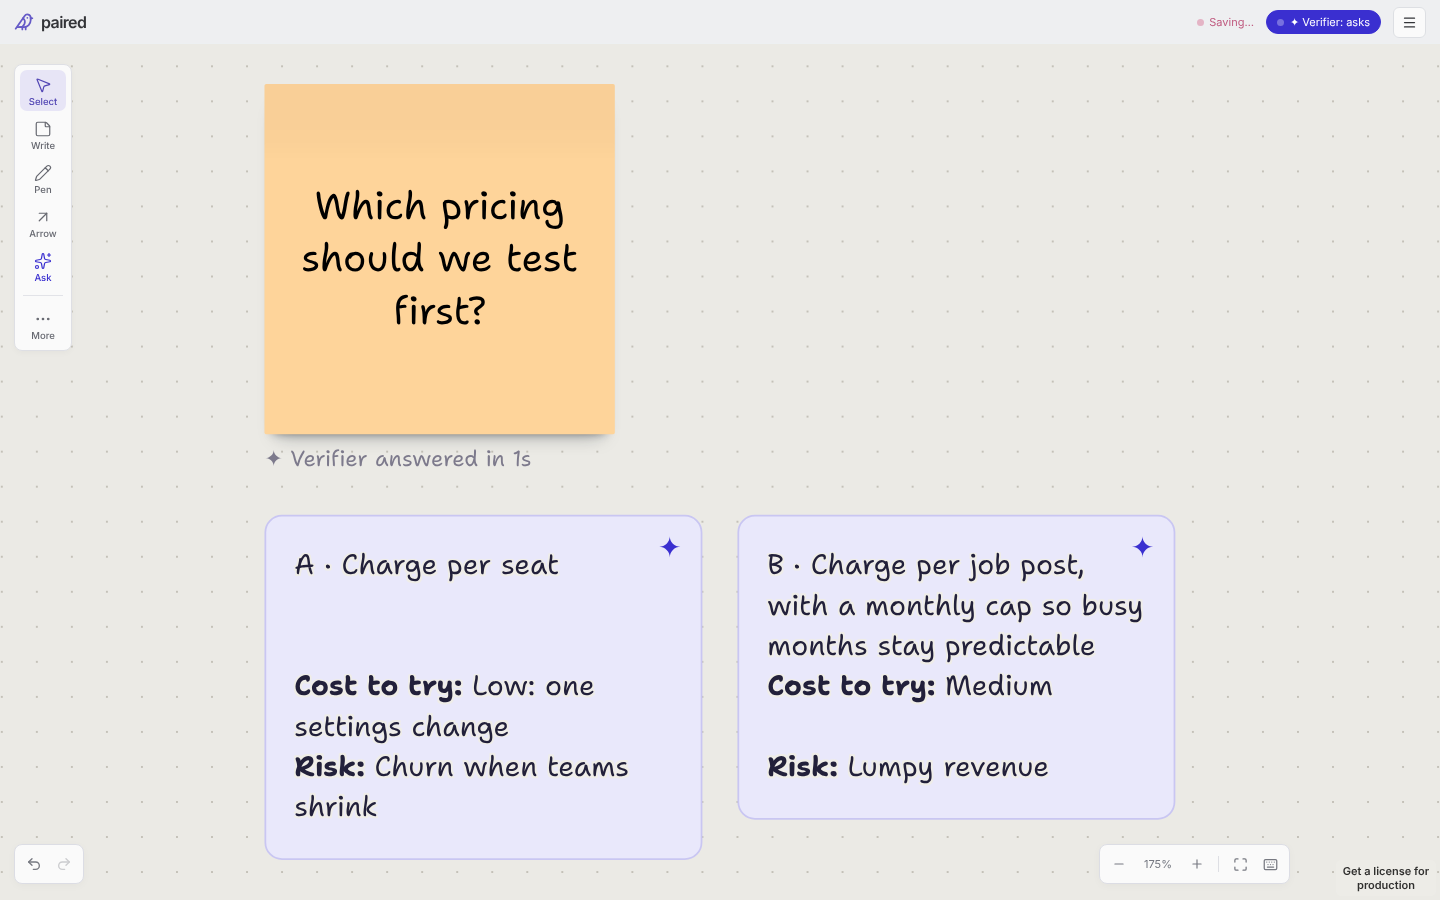 paired
Saving...
✦ Verifier: asks
Select
Write
Pen
Arrow
Ask
More
Which pricing
should we test
first?
✦ Verifier answered in 1s
A · Charge per seat
Cost to try: Low: one
settings change
Risk: Churn when teams
shrink
B · Charge per job post,
with a monthly cap so busy
months stay predictable
Cost to try: Medium
Risk: Lumpy revenue
175%
Get a license for
production